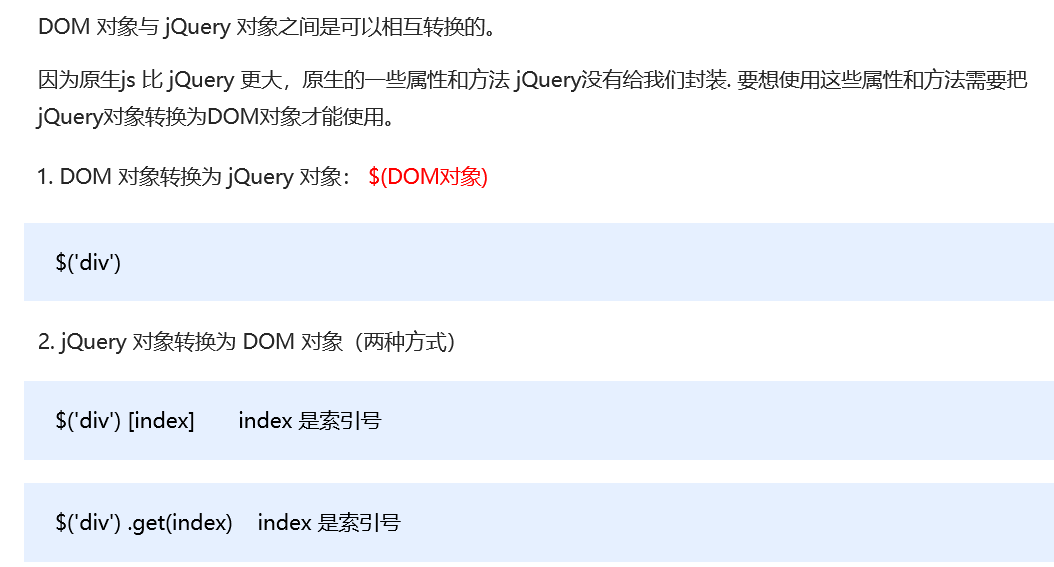 DOM 对象与 jQuery 对象之间是可以相互转换的。
因为原生js 比 jQuery 更大，原生的一些属性和方法 jQuery没有给我们封装. 要想使用这些属性和方法需要把
jQuery对象转换为DOM对象才能使用。
1. DOM 对象转换为 jQuery 对象： $(DOM对象)
$('div')
2. jQuery 对象转换为 DOM 对象（两种方式）
$('div') [index] index 是索引号
$('div') .get(index) index 是索引号